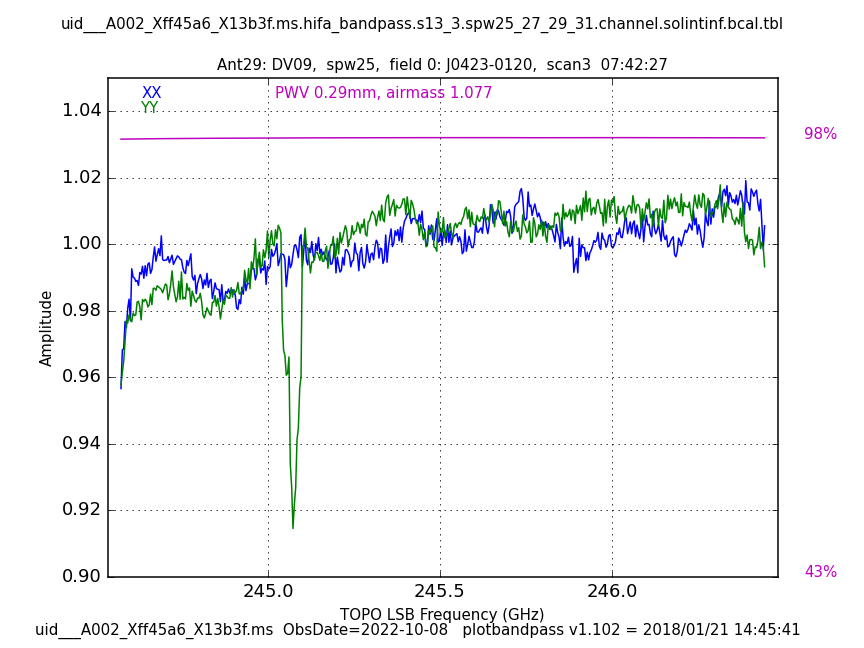 uid___A002_Xff45a6_X13b3f.ms.hifa_bandpass.s13_3.spw25_27_29_31.channel.solintinf.bcal.tbl
Ant29: DV09,  spw25,  field 0: J0423-0120,  scan3  07:42:27
XX
PWV 0.29mm, airmass 1.077
YY
1.04
98%
1.02
1.00
0.98
Amplitude
0.96
0.94
0.92
0.90
43%
245.0
245.5
246.0
TOPO LSB Frequency (GHz)
uid___A002_Xff45a6_X13b3f.ms  ObsDate=2022-10-08   plotbandpass v1.102 = 2018/01/21 14:45:41